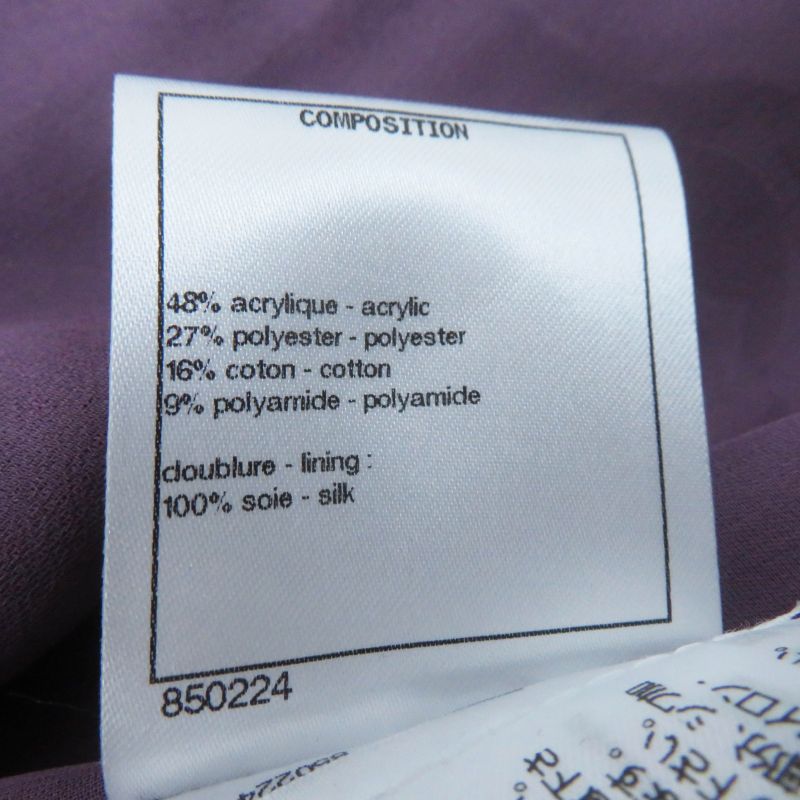 COMPOSITION
48% acrylique - acrylic
27% polyester - polyester
16% coton - cotton
9% polyamide - polyamide
doublure - lining :
100% soie - silk
850224
850224